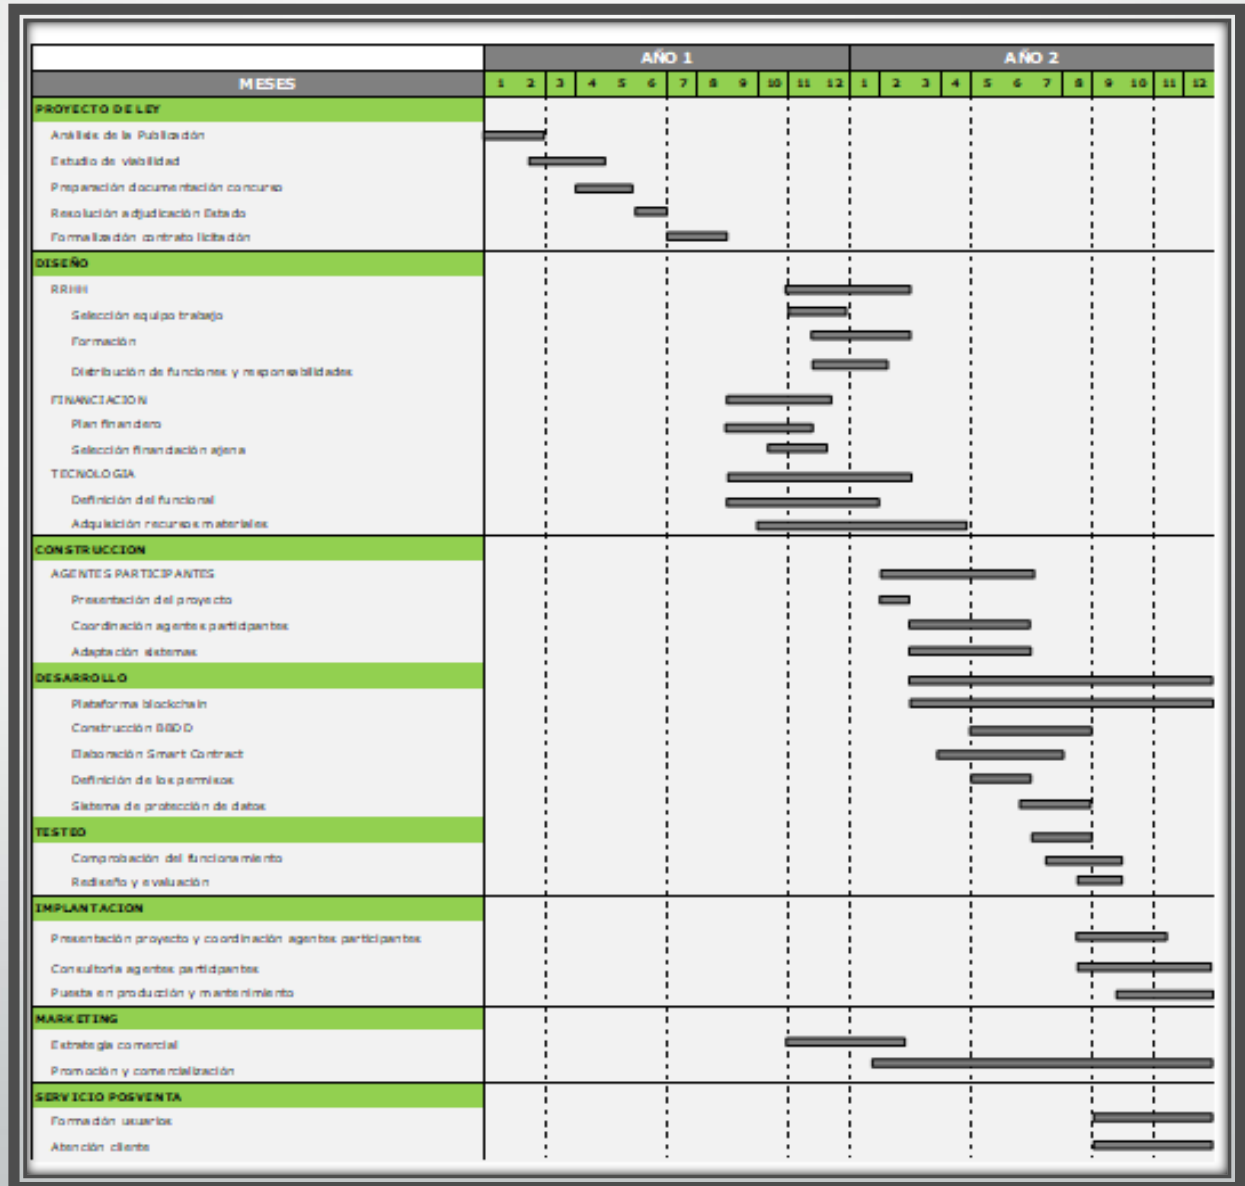 AÑO 1 AÑO 2
MESES 1 2 3 4 5 6 7 8 9 10 11 12 1 2 3 4 5 6 7 8 9 10 11 12
PROYECTO DE LEY
Análisis de la Publicación
Estudio de viabilidad
Preparación documentación concurso
Resolución adjudicación Estado
Formalización contrato licitación
DISEÑO
RRHH
Selección equipo trabajo
Formación
Distribución de funciones y responsabilidades
FINANCIACION
Plan financiero
Selección financiación ajena
TECNOLOGIA
Definición del funcional
Adquisición recursos materiales
CONSTRUCCION
AGENTES PARTICIPANTES
Presentación del proyecto
Coordinación agentes participantes
Adaptación sistemas
DESARROLLO
Plataforma blockchain
Construcción BBDD
Elaboración Smart Contract
Definición de los permisos
Sistema de protección de datos
TESTEO
Comprobación del funcionamiento
Rediseño y evaluación
IMPLANTACION
Presentación proyecto y coordinación agentes participantes
Consultoría agentes participantes
Puesta en producción y mantenimiento
MARKETING
Estrategia comercial
Promoción y comercialización
SERVICIO POSVENTA
Formación usuarios
Atención cliente